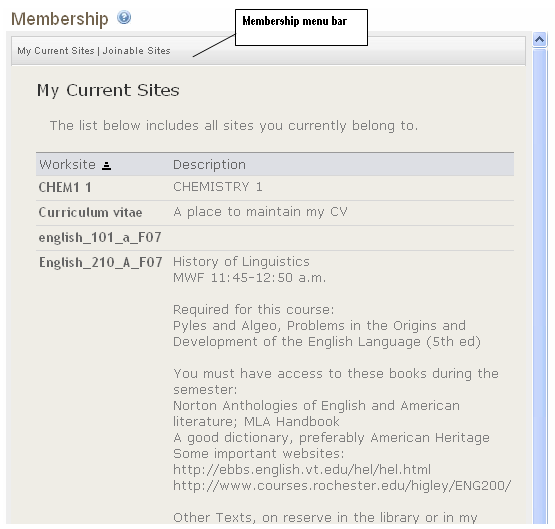 Membership
Membership menu bar
My Current Sites | Joinable Sites
My Current Sites
The list below includes all sites you currently belong to.
Worksite Description
CHEM1 1 CHEMISTRY 1
Curriculum vitae A place to maintain my CV
english_101_a_F07
English_210_A_F07 History of Linguistics
MWF 11:45-12:50 a.m.
Required for this course:
Pyles and Algeo, Problems in the Origins and
Development of the English Language (5th ed)
You must have access to these books during the
semester:
Norton Anthologies of English and American
literature; MLA Handbook
A good dictionary, preferably American Heritage
Some important websites:
http://ebbs.english.vt.edu/hel/hel.html
http://www.courses.rochester.edu/higley/ENG200/
Other Texts, on reserve in the library or in my